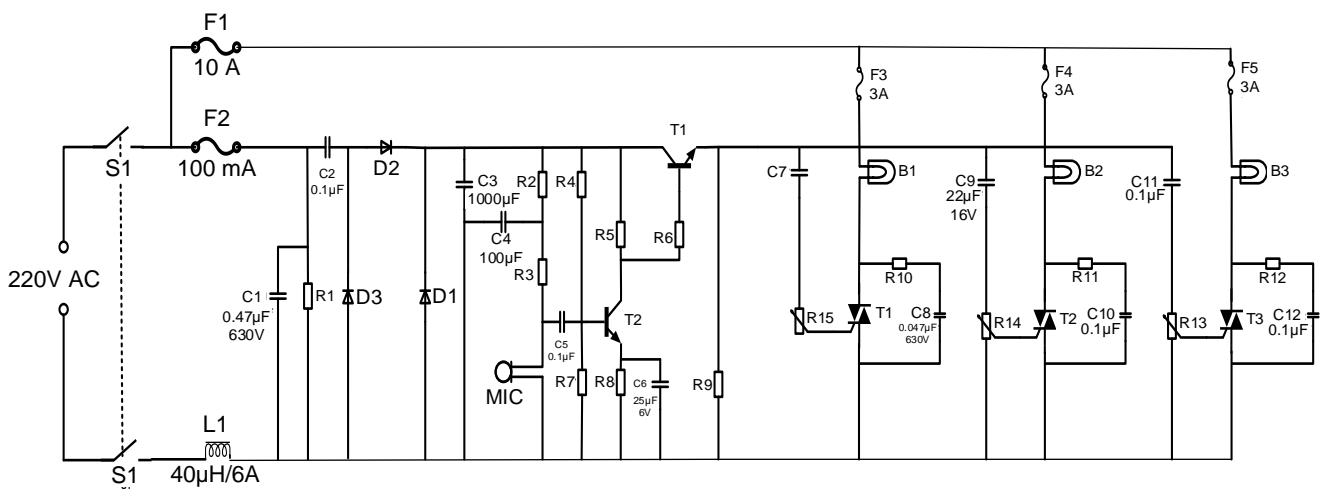 F1
10 A
F3
3A
F4
3A
F5
3A
F2
100 mA
S1
C2
0.1µF
D2
T1
C3
1000µF
R2
R4
C4
100µF
R3
R5
R6
C7
B1
C9
22µF
16V
B2
C11
0.1µF
B3
220V AC
C1
0.47µF
630V
R1
D3
D1
C5
0.1µF
T2
MIC
R7
R8
C6
25µF
6V
R9
R10
R15
T1
C8
0.047µF
630V
R11
R14
T2
C10
0.1µF
R12
R13
T3
C12
0.1µF
L1
40µH/6A
S1